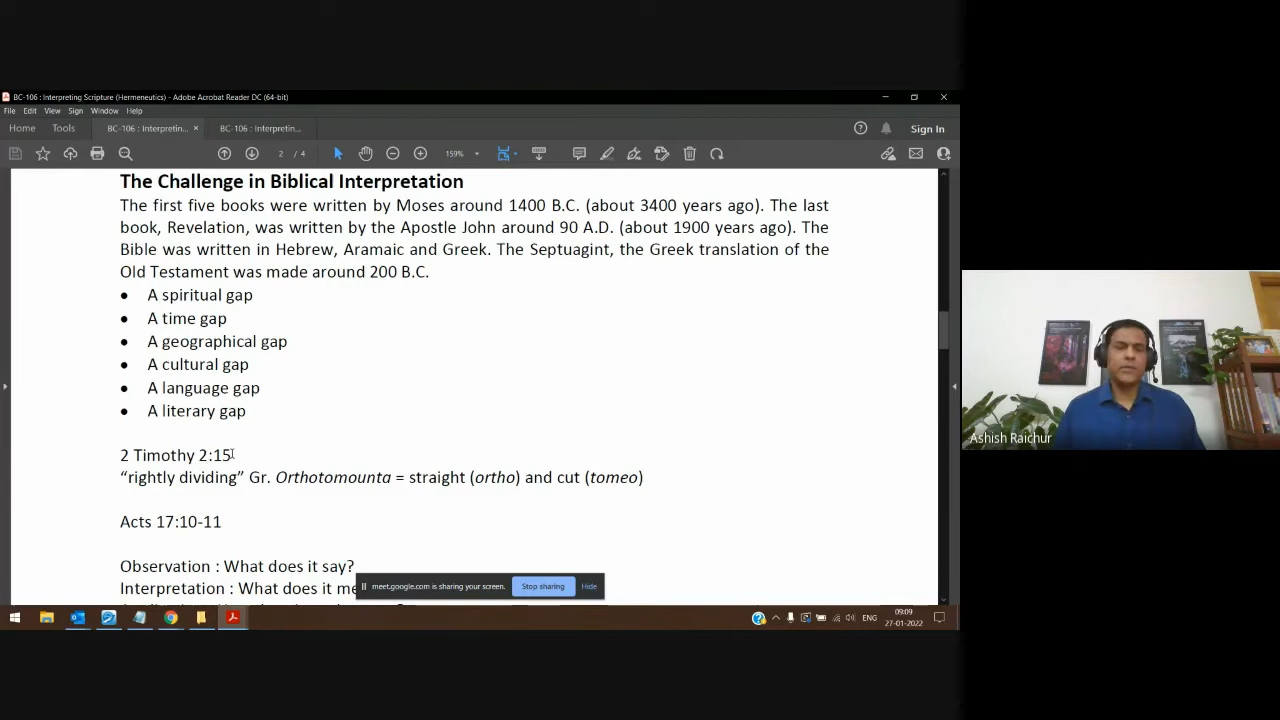 BC-106 : Interpreting Scripture (Hermeneutics) - Adobe Acrobat Reader DC (64-bit)
File Edit View Sign Window Help
Home Tools BC-106 : Interpretin... × BC-106 : Interpretin... Sign In
2 / 4 159%
The Challenge in Biblical Interpretation
The first five books were written by Moses around 1400 B.C. (about 3400 years ago). The last
book, Revelation, was written by the Apostle John around 90 A.D. (about 1900 years ago). The
Bible was written in Hebrew, Aramaic and Greek. The Septuagint, the Greek translation of the
Old Testament was made around 200 B.C.
• A spiritual gap
• A time gap
• A geographical gap
• A cultural gap
• A language gap
• A literary gap
2 Timothy 2:15
“rightly dividing” Gr. Orthotomounta = straight (ortho) and cut (tomeo)
Acts 17:10-11
Observation : What does it say?
Interpretation : What does it me
meet.google.com is sharing your screen. Stop sharing Hide
ENG
09:09
27-01-2022
Ashish Raichur